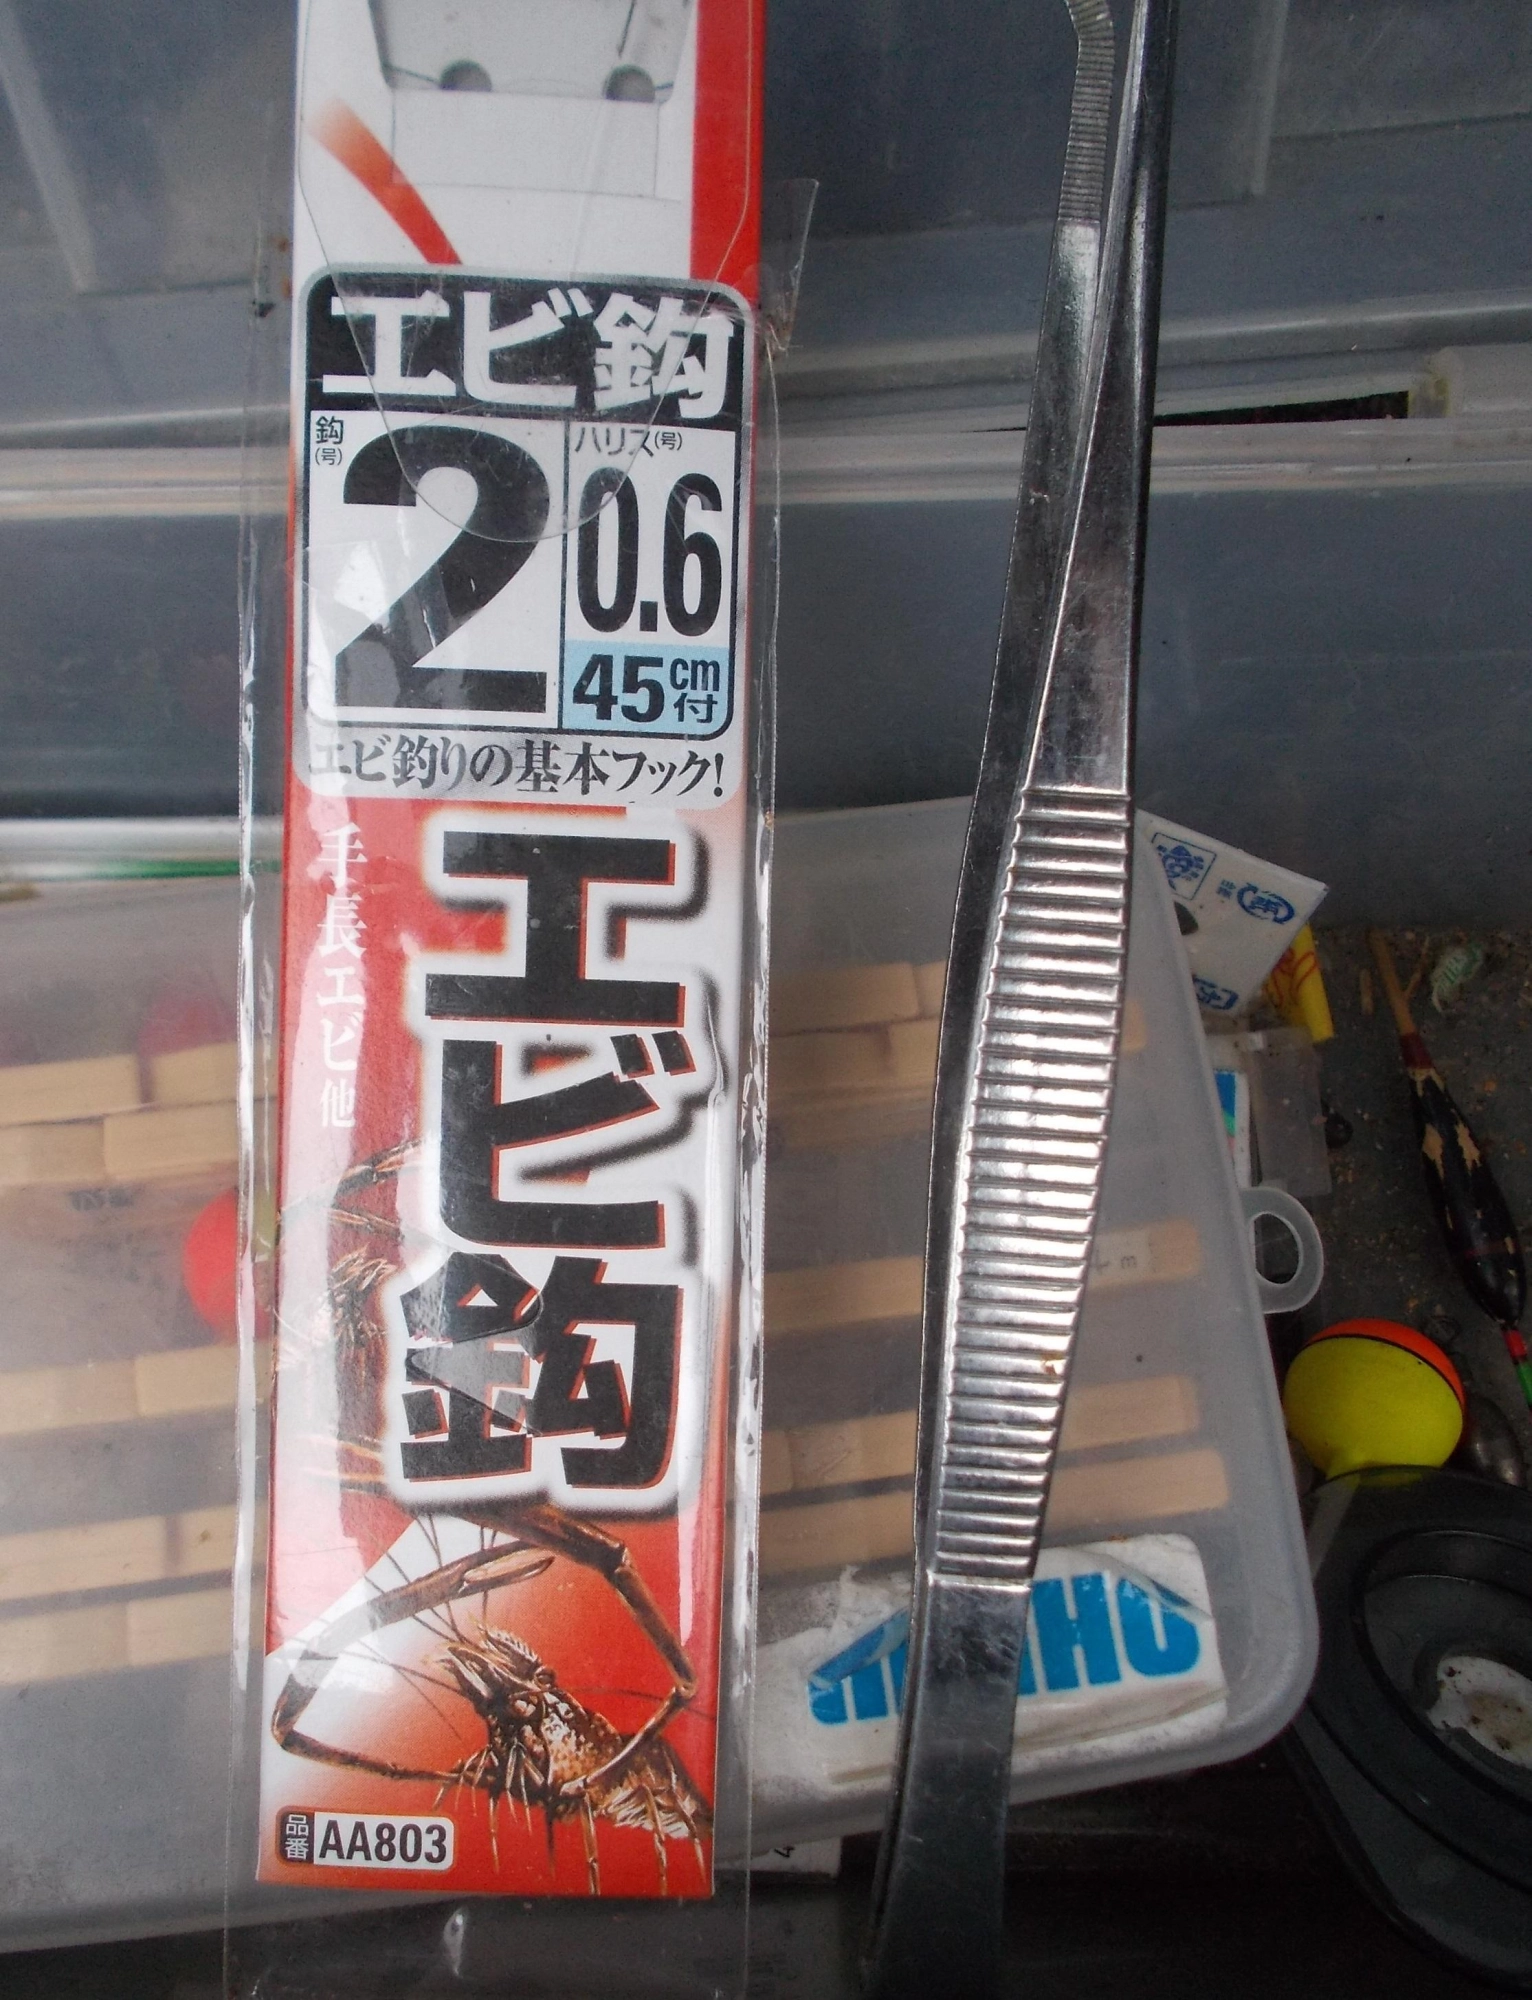 エビ鈎
鈎(号)
2
ハリス(号)
0.6
45cm付
エビ釣りの基本フック!
手長エビ他
エビ鈎
品番 AA803